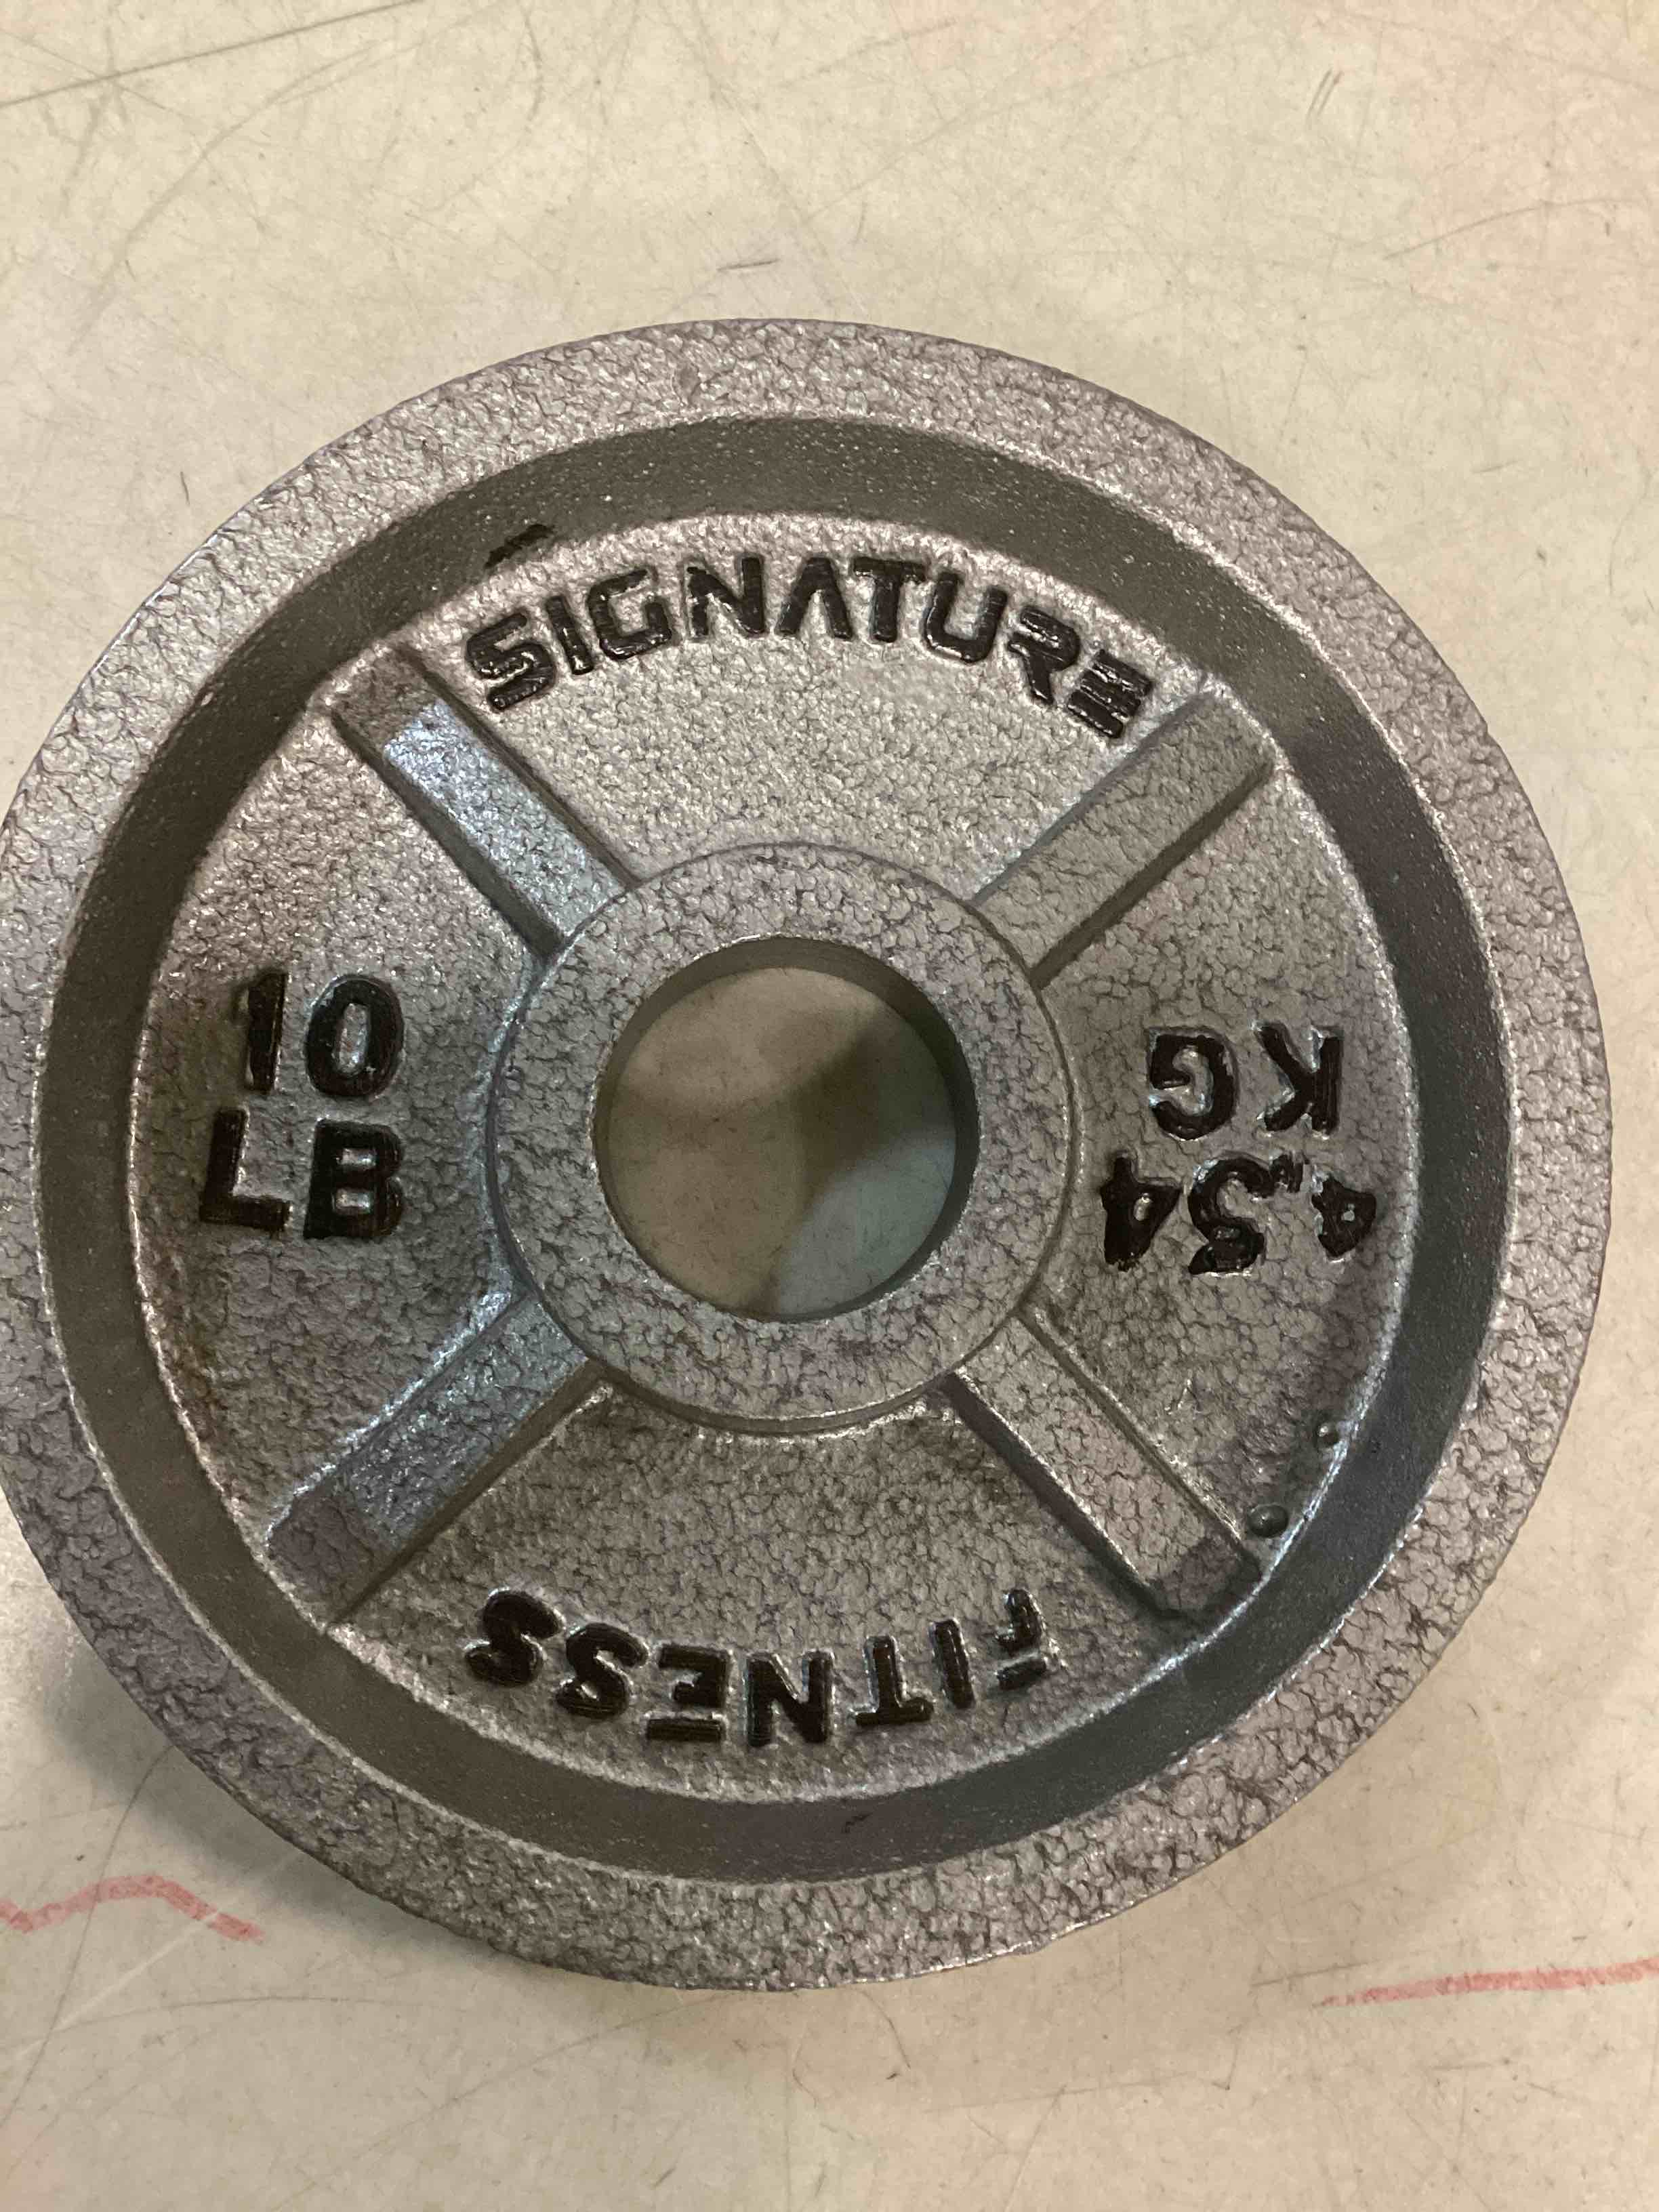 SIGNATURE
10
LB
4.54
KG
FITNESS